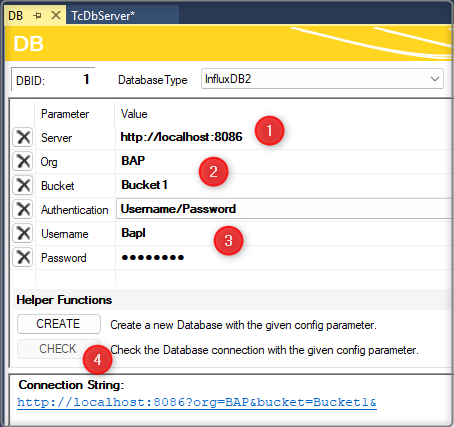 DB
TcDbServer*
DB
DBID: 1 DatabaseType InfluxDB2
Parameter Value
Server http://localhost:8086 1
Org BAP
2
Bucket Bucket1
Authentication Username/Password
Username Bapl 3
Password ●●●●●●●●
Helper Functions
CREATE Create a new Database with the given config parameter.
CHECK Check the Database connection with the given config parameter.
4
Connection String:
http://localhost:8086?org=BAP&bucket=Bucket1&